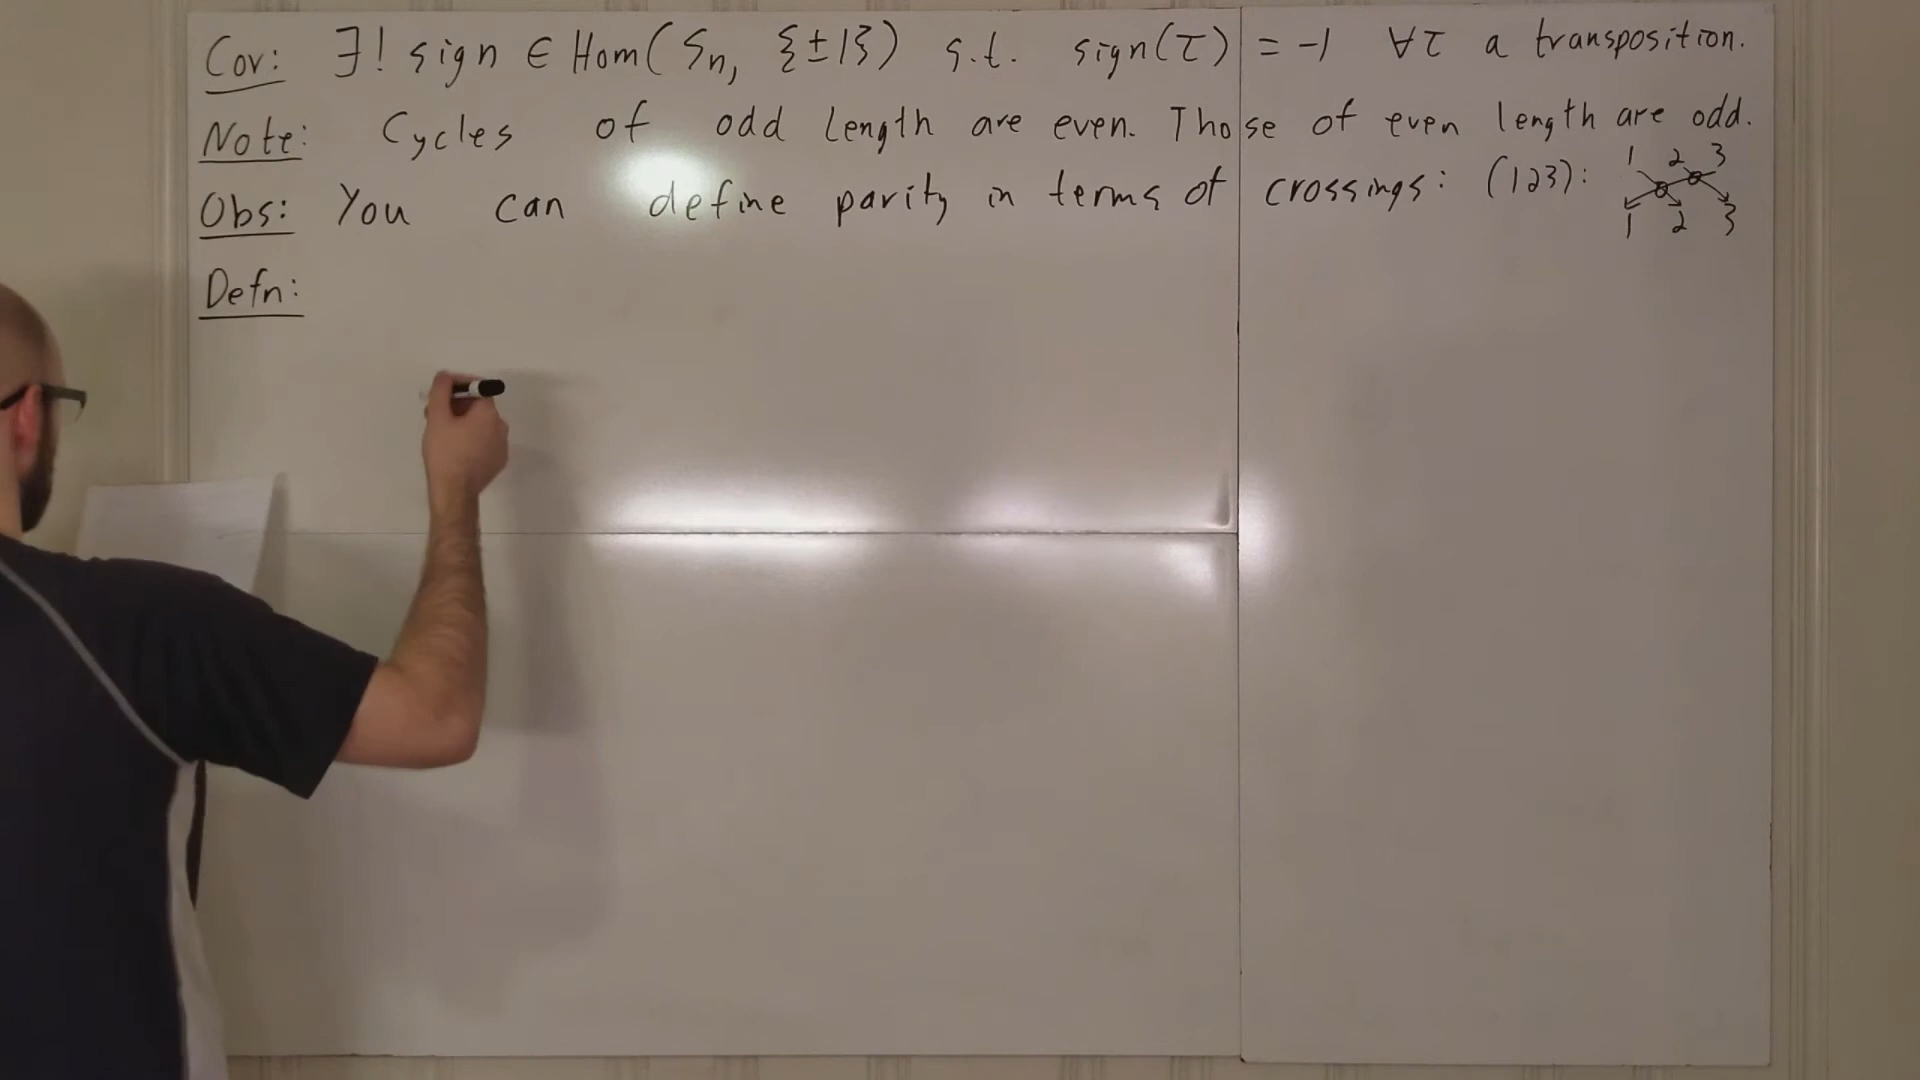 Cor: ∃! sign ∈ Hom(Sₙ, {±1}) s.t. sign(τ) = -1 ∀τ a transposition.
Note: Cycles of odd length are even. Those of even length are odd.
Obs: You can define parity in terms of crossings: (123):
1 2 3
1 2 3
Defn: